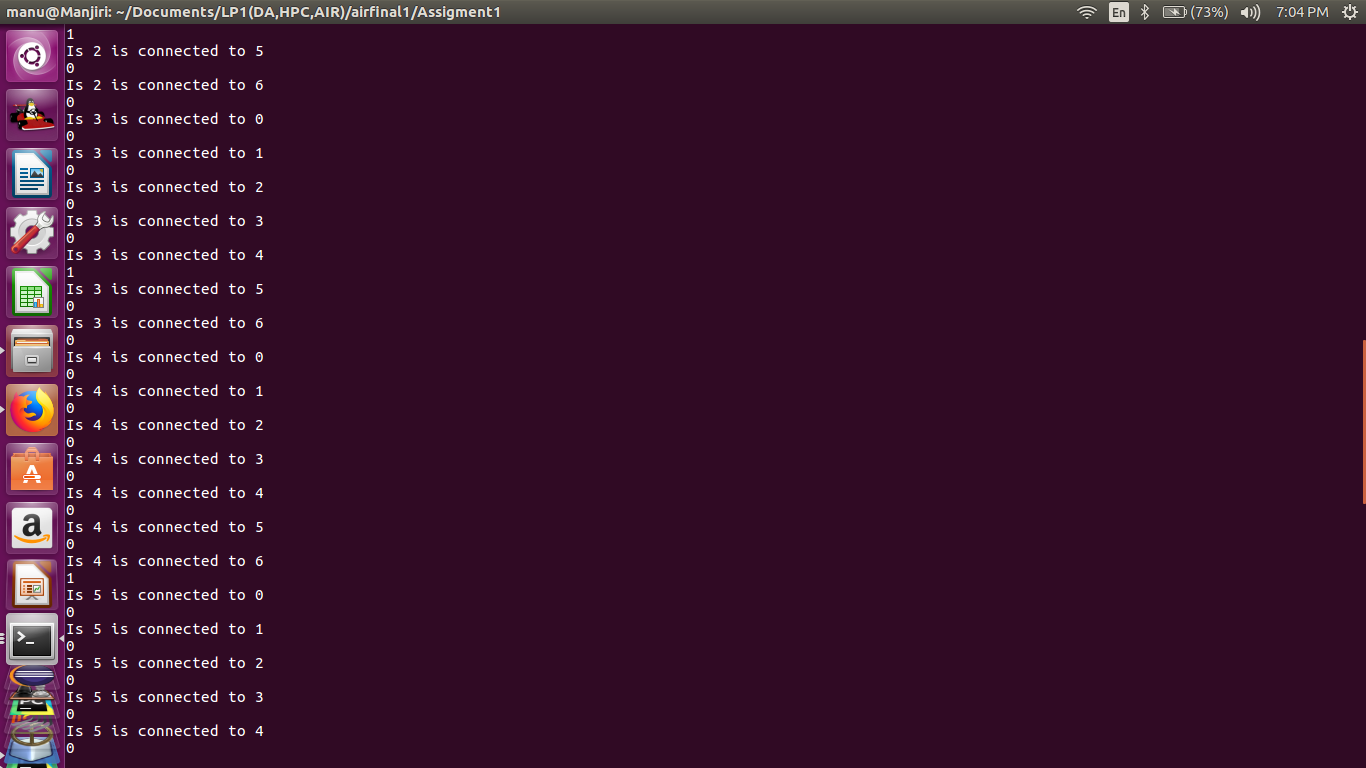 manu@Manjiri: ~/Documents/LP1(DA,HPC,AIR)/airfinal1/Assigment1
En
(73%)
7:04 PM
1
Is 2 is connected to 5
0
Is 2 is connected to 6
0
Is 3 is connected to 0
0
Is 3 is connected to 1
0
Is 3 is connected to 2
0
Is 3 is connected to 3
0
Is 3 is connected to 4
1
Is 3 is connected to 5
0
Is 3 is connected to 6
0
Is 4 is connected to 0
0
Is 4 is connected to 1
0
Is 4 is connected to 2
0
Is 4 is connected to 3
0
Is 4 is connected to 4
0
Is 4 is connected to 5
0
Is 4 is connected to 6
1
Is 5 is connected to 0
0
Is 5 is connected to 1
0
Is 5 is connected to 2
0
Is 5 is connected to 3
0
Is 5 is connected to 4
0